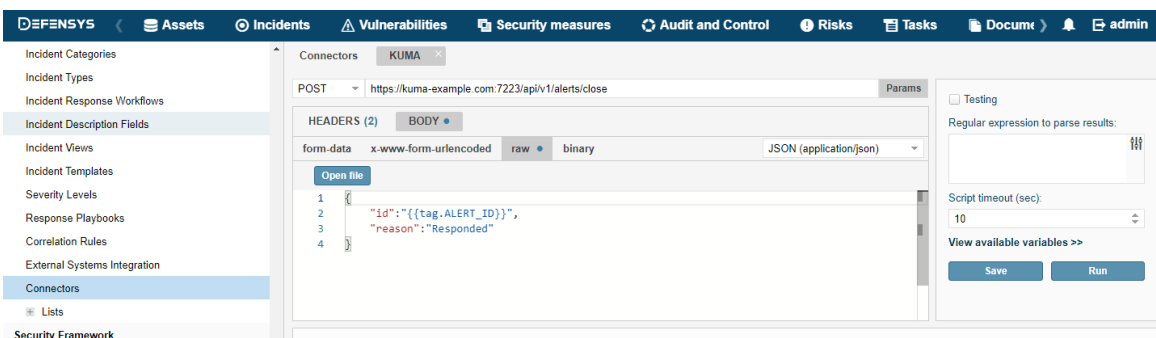 DEFENSYS Assets Incidents Vulnerabilities Security measures Audit and Control Risks Tasks Docume admin
Incident Categories
Incident Types
Incident Response Workflows
Incident Description Fields
Incident Views
Incident Templates
Severity Levels
Response Playbooks
Correlation Rules
External Systems Integration
Connectors
Lists
Security Framework
Connectors KUMA ×
POST https://kuma-example.com:7223/api/v1/alerts/close Params
HEADERS (2) BODY
form-data x-www-form-urlencoded raw binary JSON (application/json)
Open file
1 {
2 "id":"{{tag.ALERT_ID}}",
3 "reason":"Responded"
4 }
Testing
Regular expression to parse results:
Script timeout (sec):
10
View available variables >>
Save Run